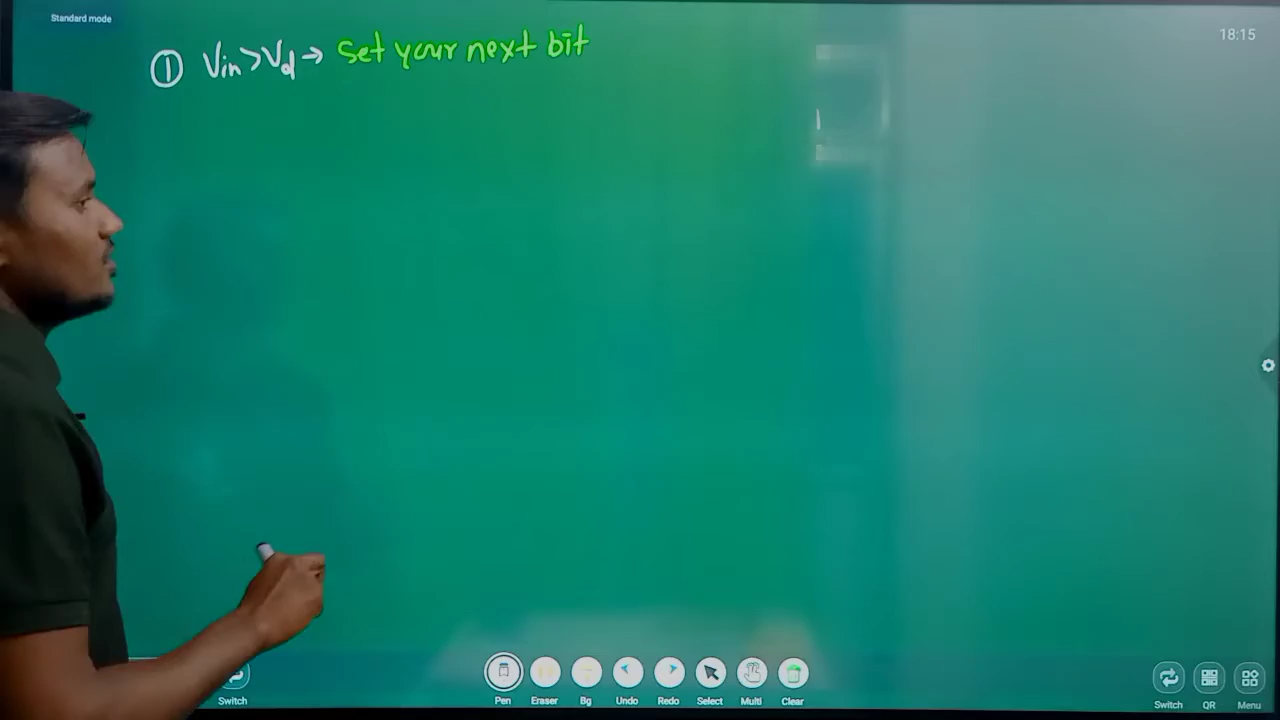 Standard mode
18:15
① Vin>Vd→ Set your next bit
Switch
Pen
Eraser
Bg
Undo
Redo
Select
Multi
Clear
Switch
QR
Menu